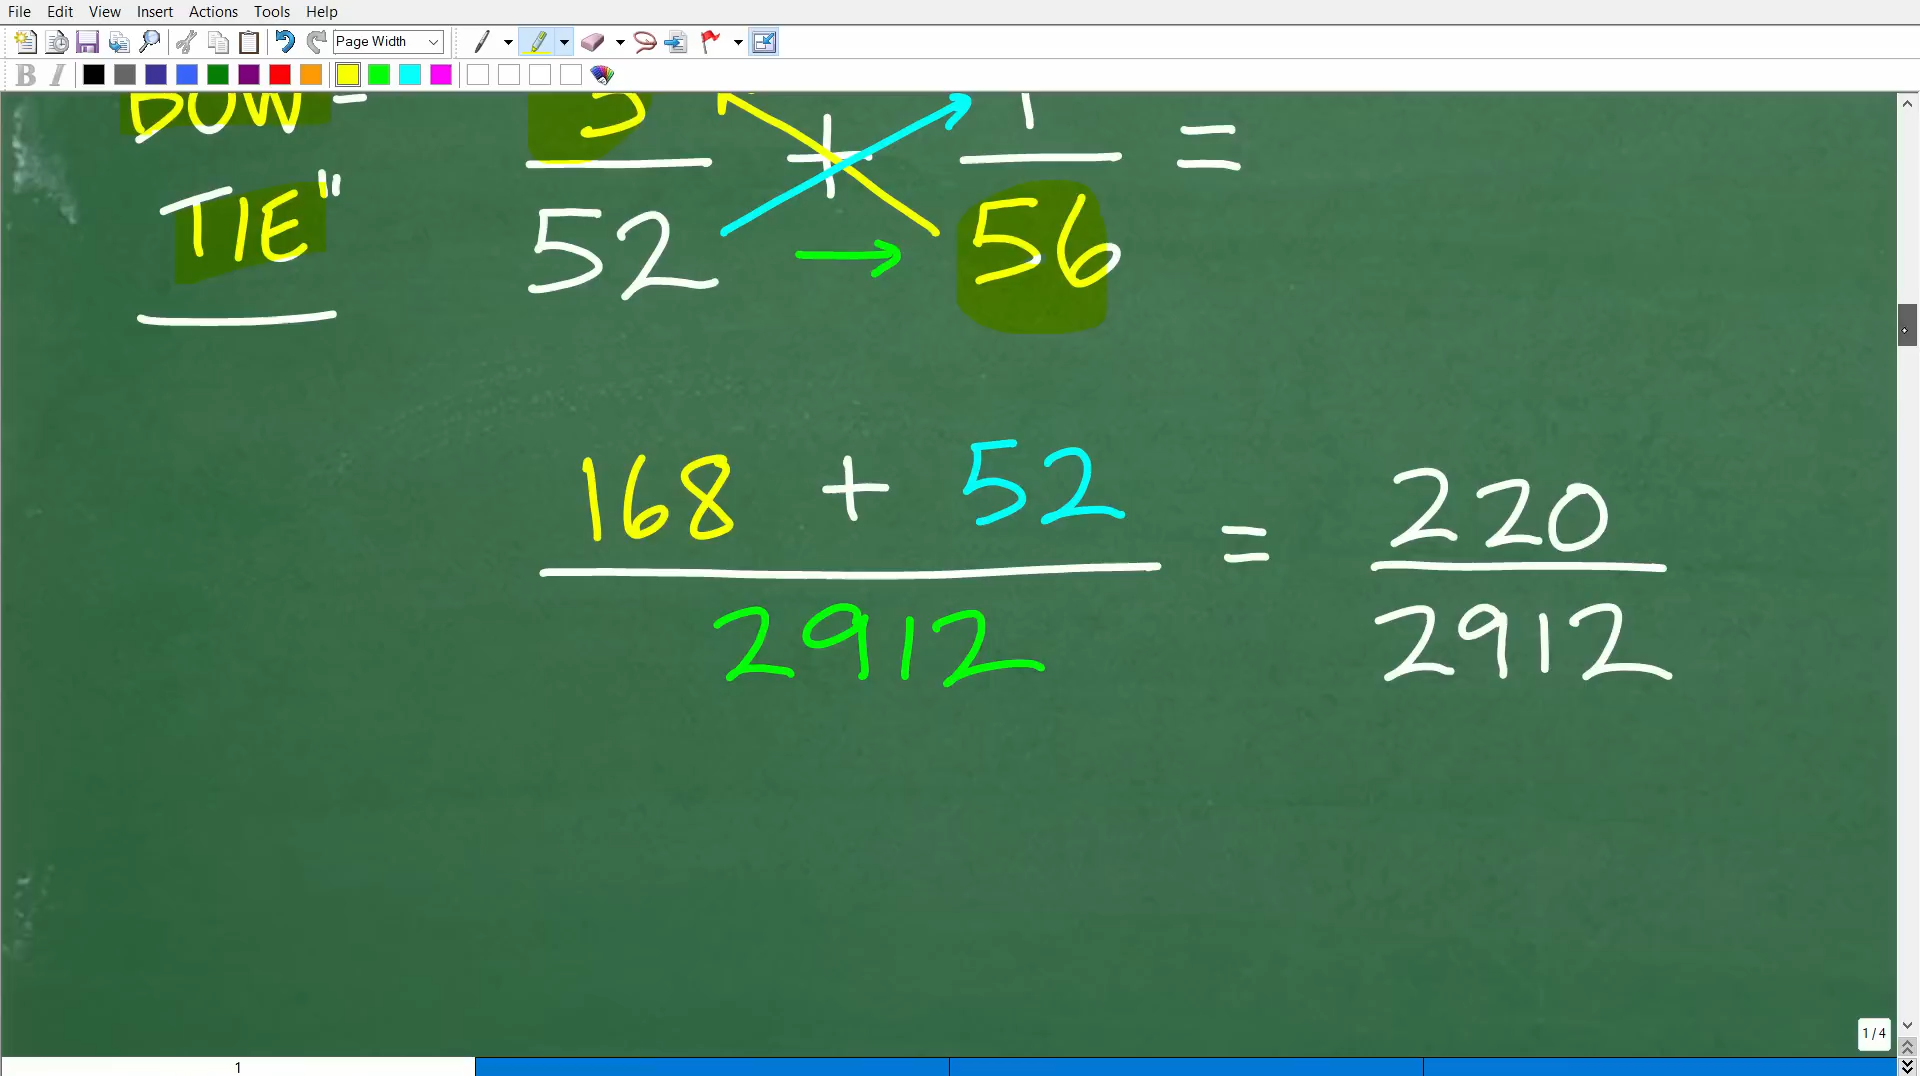 File Edit View Insert Actions Tools Help
Page Width
B I
BOW-
TIE"
3/52 + 1/56 =
168 + 52 = 220
2912 2912
1/4
1